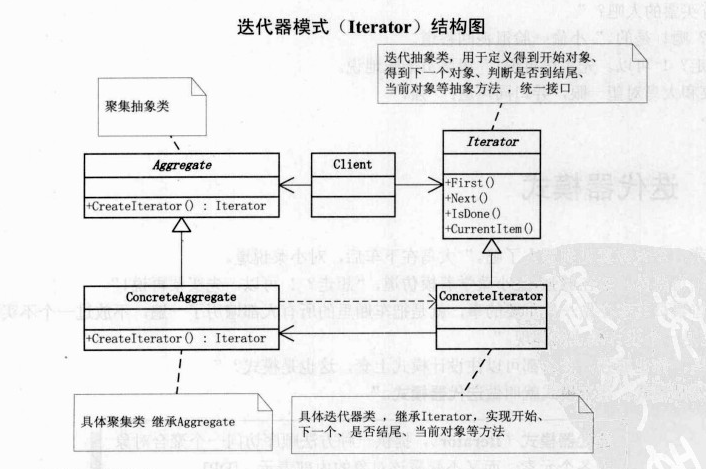 迭代器模式（Iterator）结构图
迭代抽象类，用于定义得到开始对象、
得到下一个对象、判断是否到结尾、
当前对象等抽象方法，统一接口
聚集抽象类
Aggregate
Client
Iterator
+CreateIterator() : Iterator
+First()
+Next()
+IsDone()
+CurrentItem()
ConcreteAggregate
ConcreteIterator
+CreateIterator() : Iterator
具体聚集类 继承Aggregate
具体迭代器类 ，继承Iterator，实现开始、
下一个、是否结尾、当前对象等方法